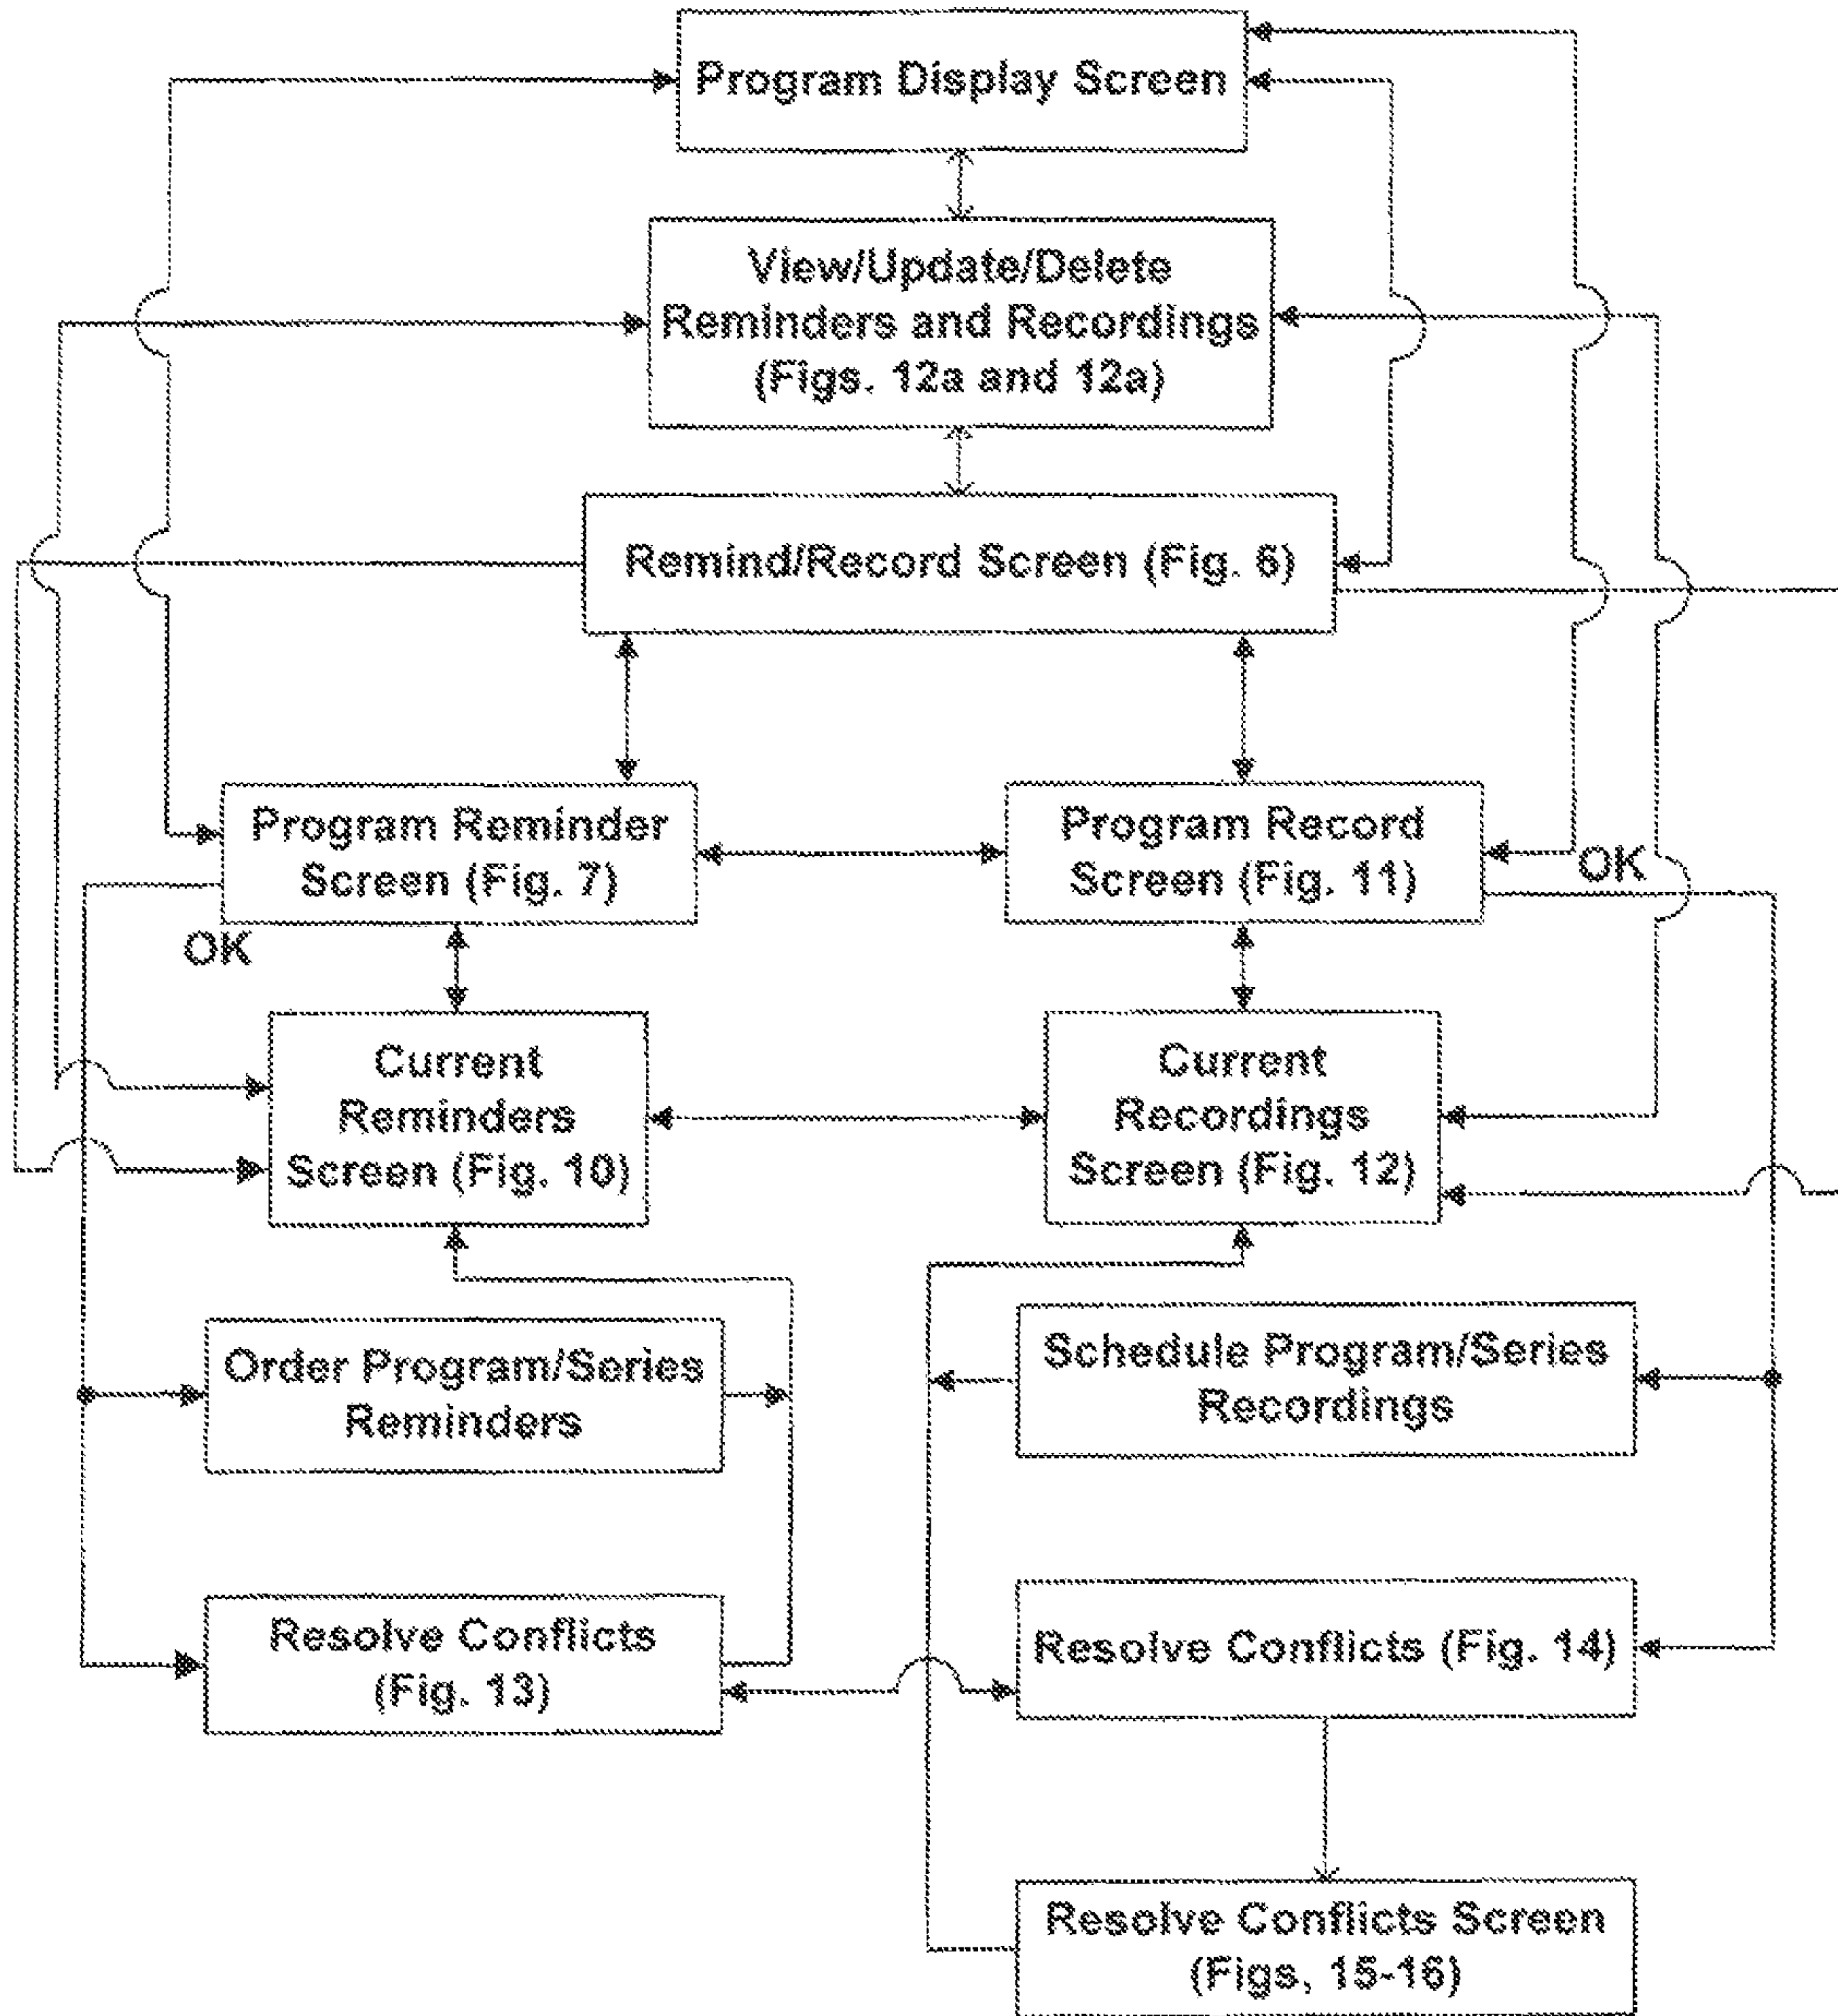 Program Display Screen
View/Update/Delete
Reminders and Recordings
(Figs. 12a and 12a)
Remind/Record Screen (Fig. 6)
Program Reminder
Screen (Fig. 7)
Program Record
Screen (Fig. 11)
OK
OK
Current
Reminders
Screen (Fig. 10)
Current
Recordings
Screen (Fig. 12)
Order Program/Series
Reminders
Schedule Program/Series
Recordings
Resolve Conflicts
(Fig. 13)
Resolve Conflicts (Fig. 14)
Resolve Conflicts Screen
(Figs, 15-16)